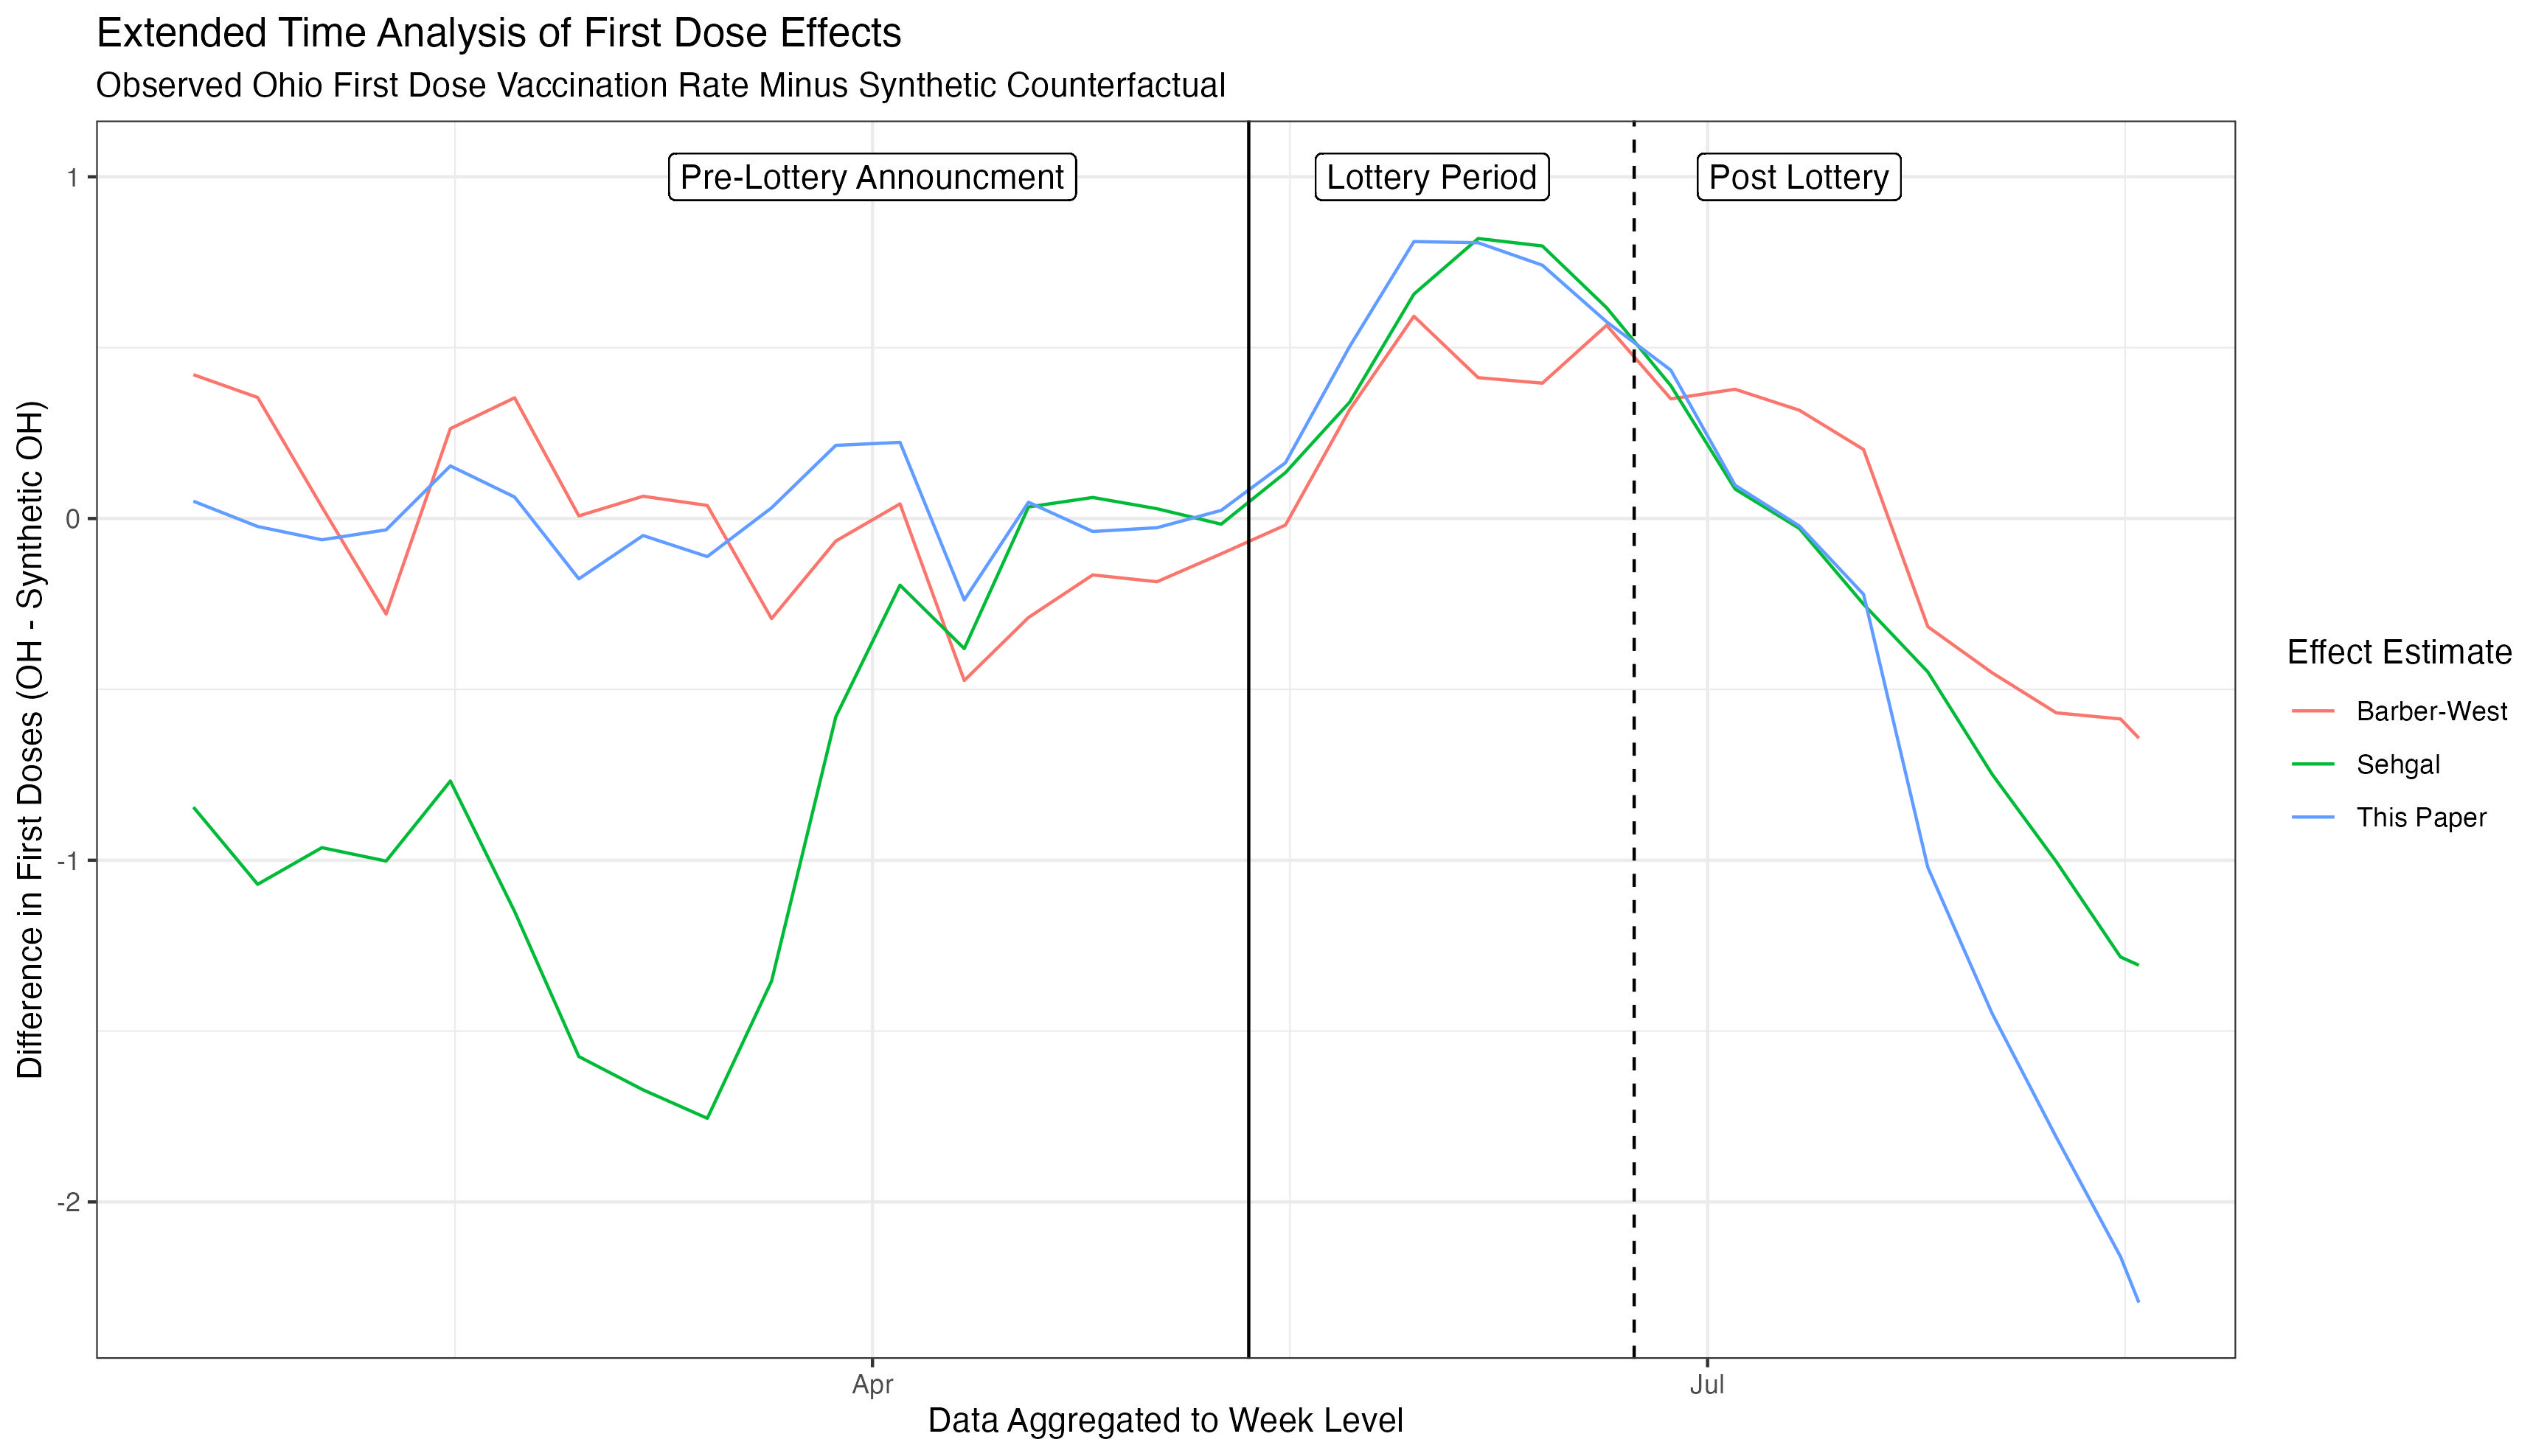 Extended Time Analysis of First Dose Effects
Observed Ohio First Dose Vaccination Rate Minus Synthetic Counterfactual
Pre-Lottery Announcment
Lottery Period
Post Lottery
Difference in First Doses (OH - Synthetic OH)
1
0
-1
-2
Apr
Jul
Data Aggregated to Week Level
Effect Estimate
Barber-West
Sehgal
This Paper